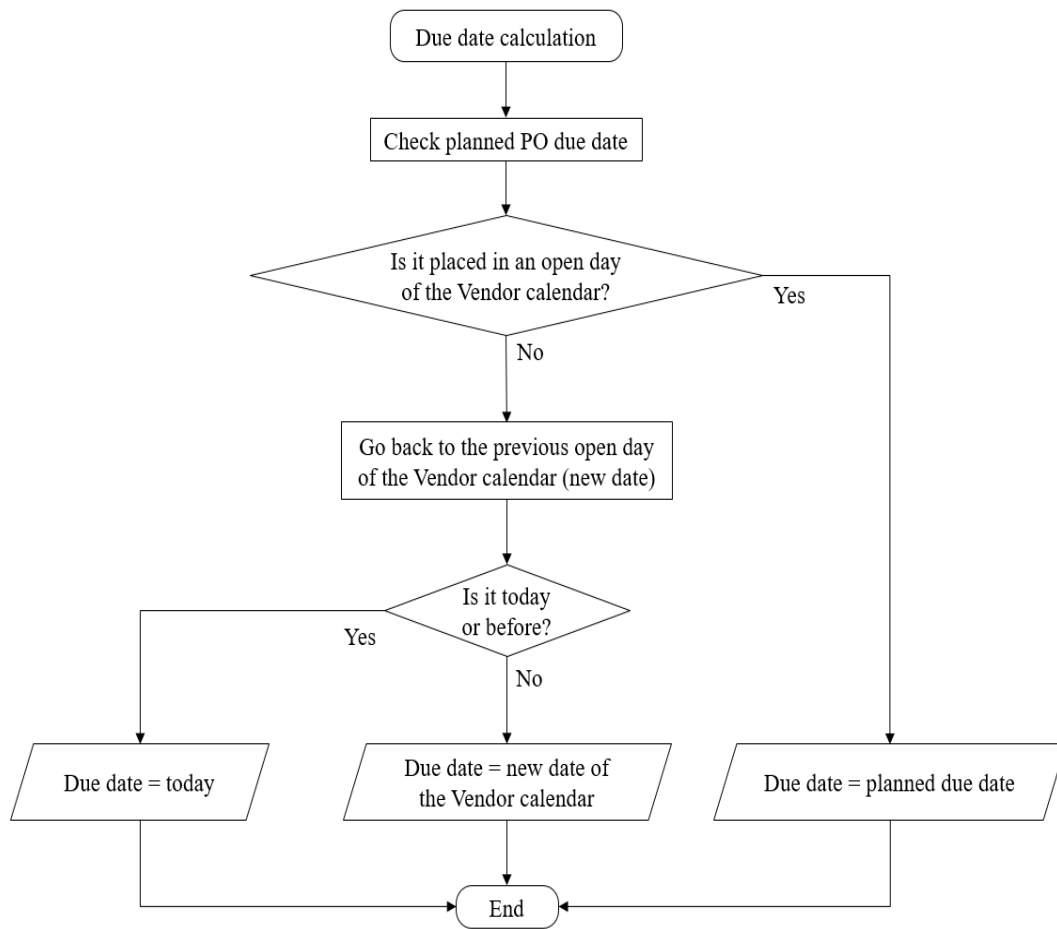 Due date calculation
Check planned PO due date
Is it placed in an open day
of the Vendor calendar?
Yes
No
Go back to the previous open day
of the Vendor calendar (new date)
Is it today
or before?
Yes
No
Due date = today
Due date = new date of
the Vendor calendar
Due date = planned due date
End